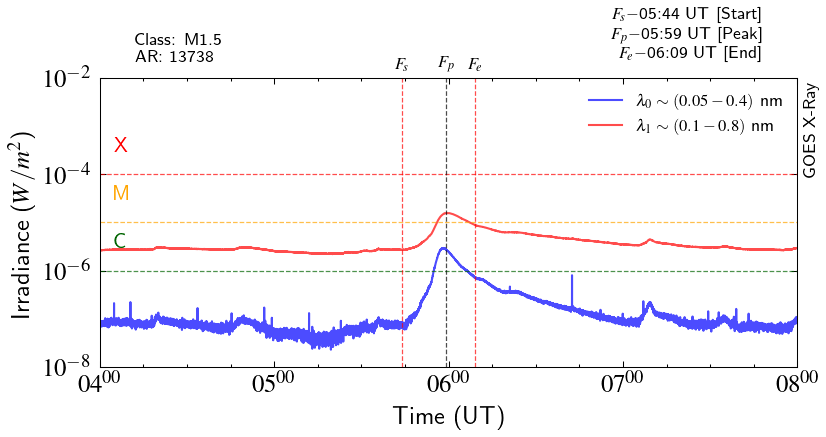 Fs−05:44 UT [Start]
Fp−05:59 UT [Peak]
Fe−06:09 UT [End]
Class: M1.5
AR: 13738
Fs
Fp
Fe
λ0 ∼ (0.05 − 0.4) nm
λ1 ∼ (0.1 − 0.8) nm
GOES X-Ray
X
M
C
Irradiance (W/m²)
10⁻²
10⁻⁴
10⁻⁶
10⁻⁸
04⁰⁰ 05⁰⁰ 06⁰⁰ 07⁰⁰ 08⁰⁰
Time (UT)